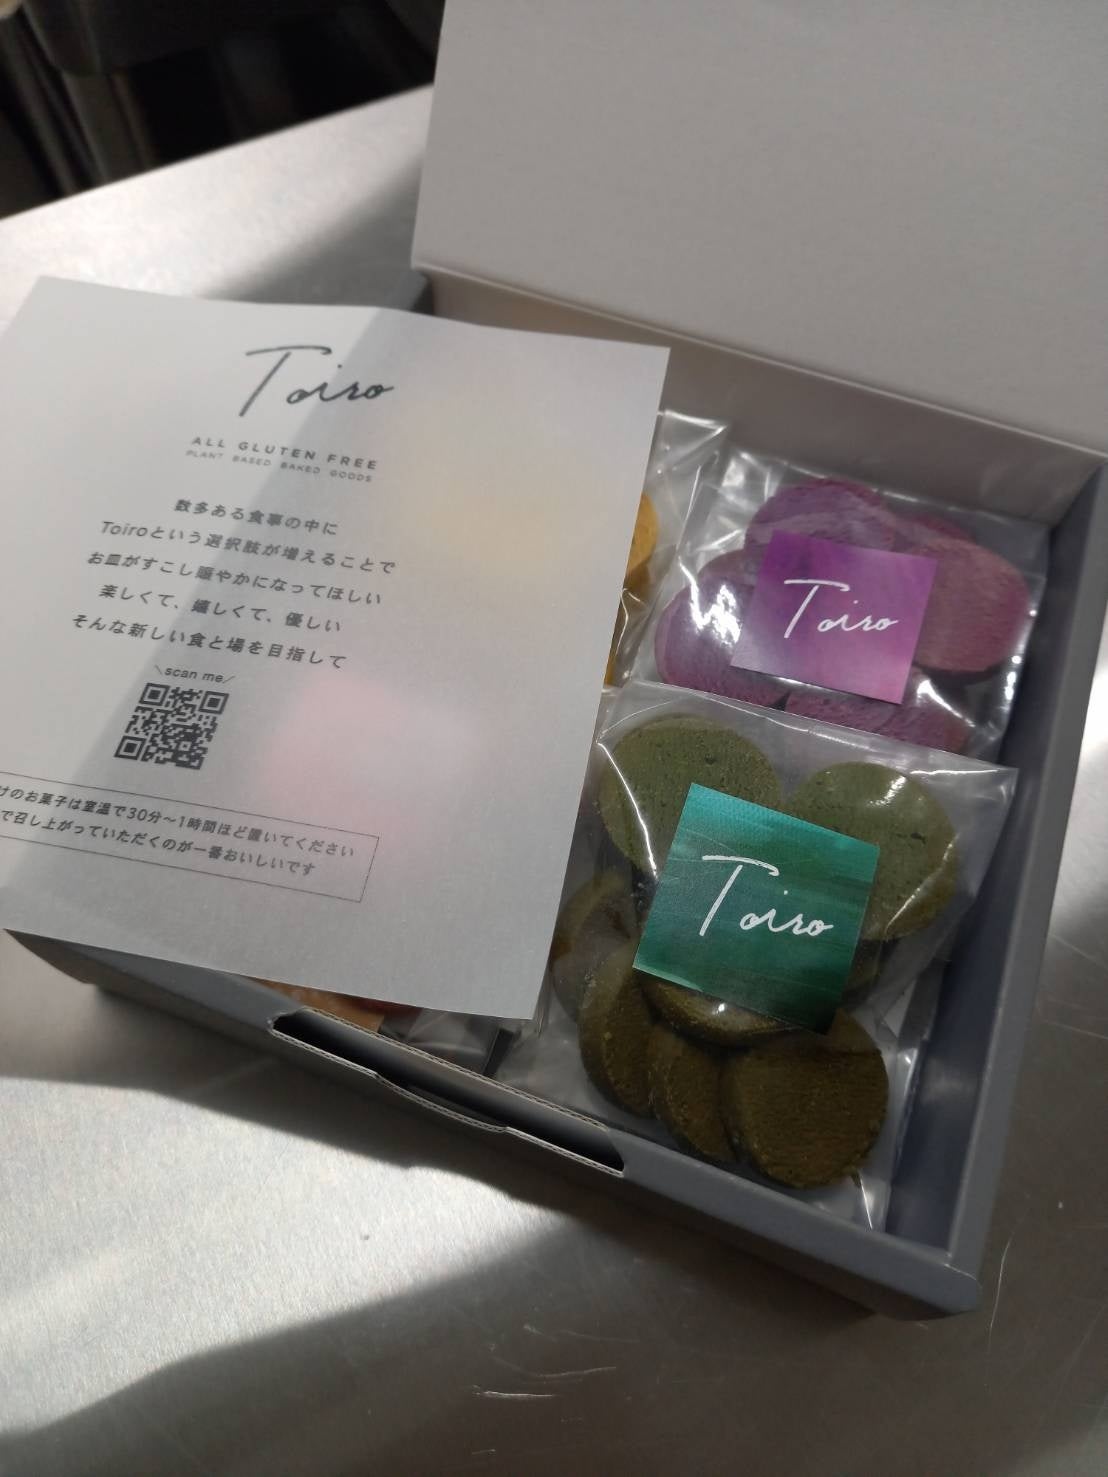 Toiro
ALL GLUTEN FREE
PLANT BASED BAKED GOODS
数多ある食事の中に
Toiroという選択肢が増えることで
お皿がすこし賑やかになってほしい
楽しくて、嬉しくて、優しい
そんな新しい食と場を目指して
\scan me/
けのお菓子は室温で30分〜1時間ほど置いてください
で召し上がっていただくのが一番おいしいです
Toiro
Toiro